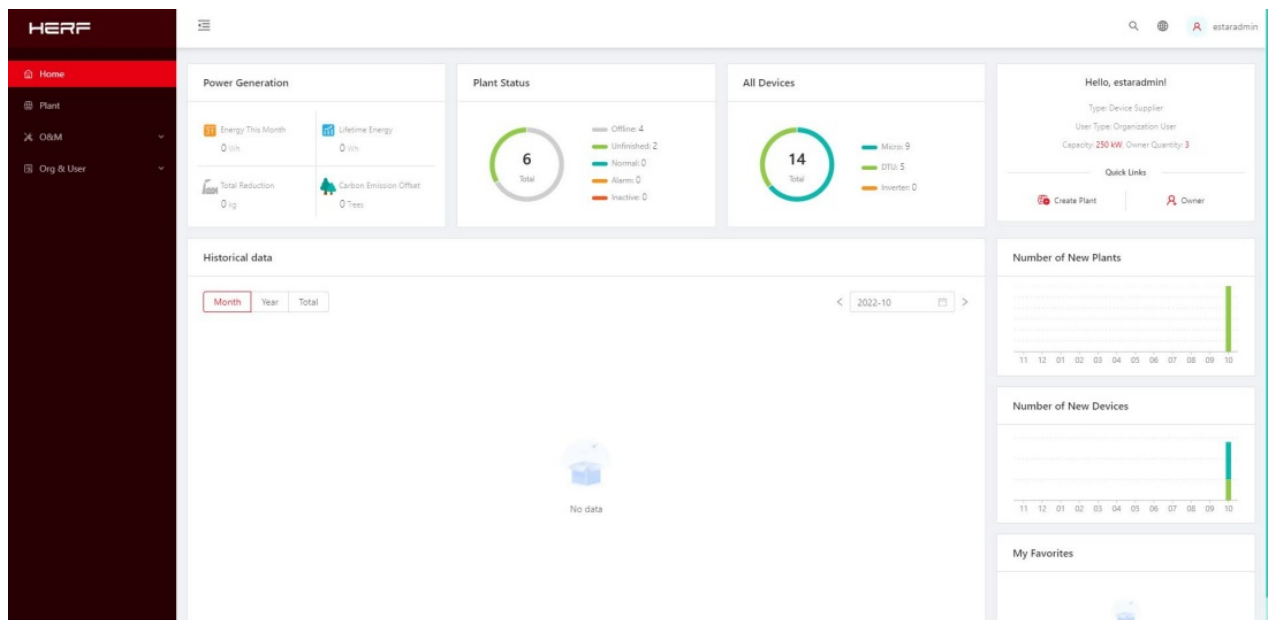 HERF
estaradmin
Home
Plant
O&M
Org & User
Power Generation
Energy This Month
0 Wh
Lifetime Energy
0 Wh
Total Reduction
0 kg
Carbon Emission Offset
0 Trees
Plant Status
6
Total
Offline: 4
Unfinished: 2
Normal: 0
Alarm: 0
Inactive: 0
All Devices
14
Total
Micro: 9
DTU: 5
Inverter: 0
Hello, estaradmin!
Type: Device Supplier
User Type: Organization User
Capacity: 250 kW, Owner Quantity: 3
Quick Links
Create Plant
Owner
Historical data
Month Year Total
< 2022-10 >
No data
Number of New Plants
11 12 01 02 03 04 05 06 07 08 09 10
Number of New Devices
11 12 01 02 03 04 05 06 07 08 09 10
My Favorites